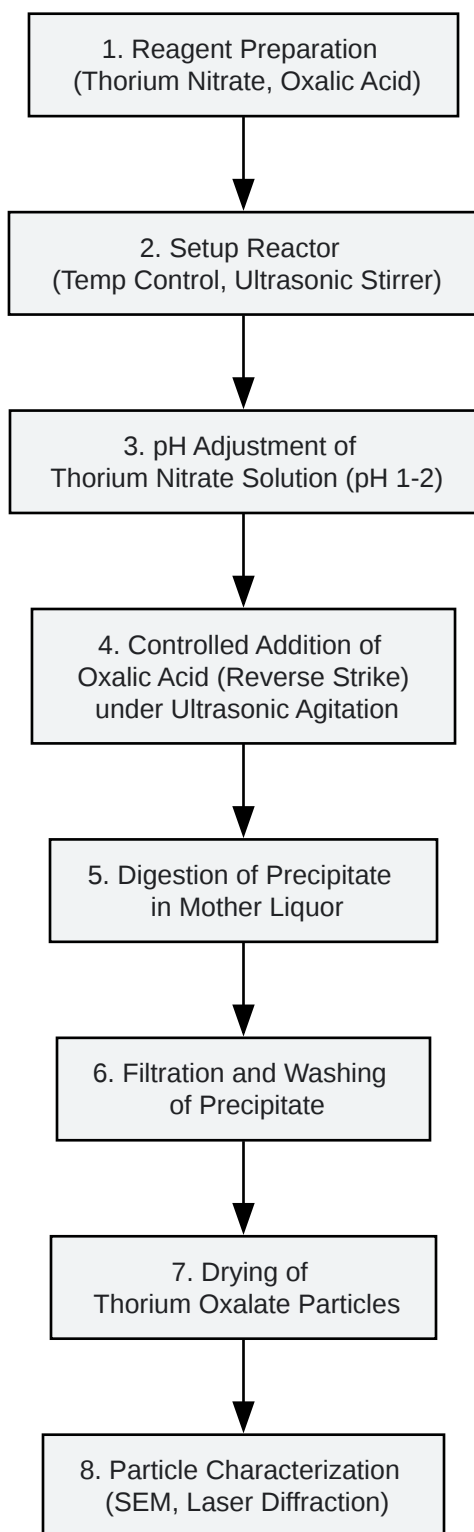 1. Reagent Preparation
(Thorium Nitrate, Oxalic Acid)
2. Setup Reactor
(Temp Control, Ultrasonic Stirrer)
3. pH Adjustment of
Thorium Nitrate Solution (pH 1-2)
4. Controlled Addition of
Oxalic Acid (Reverse Strike)
under Ultrasonic Agitation
5. Digestion of Precipitate
in Mother Liquor
6. Filtration and Washing
of Precipitate
7. Drying of
Thorium Oxalate Particles
8. Particle Characterization
(SEM, Laser Diffraction)